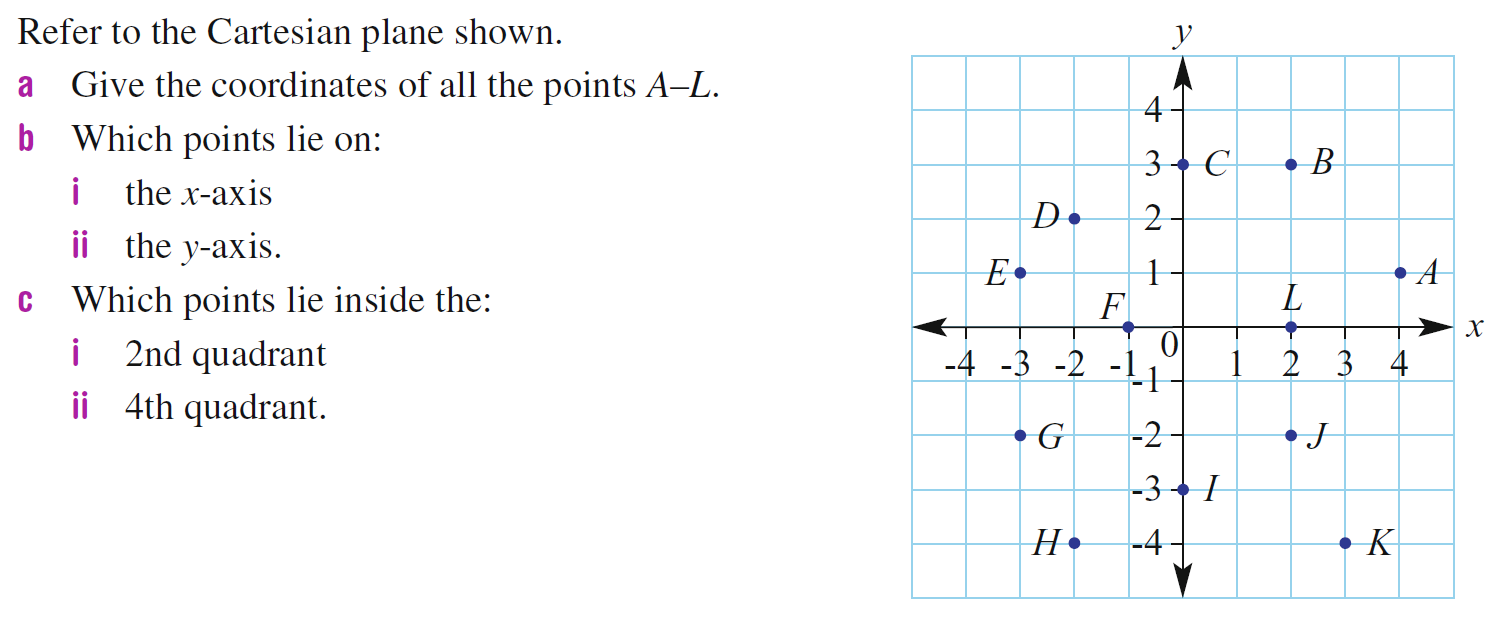 Refer to the Cartesian plane shown.
a Give the coordinates of all the points A–L.
b Which points lie on:
i the x-axis
ii the y-axis.
c Which points lie inside the:
i 2nd quadrant
ii 4th quadrant.
y
4
3 C B
D 2
E 1 A
F L
x
0
-4 -3 -2 -1 1 2 3 4
-1
G -2 J
-3 I
H -4 K